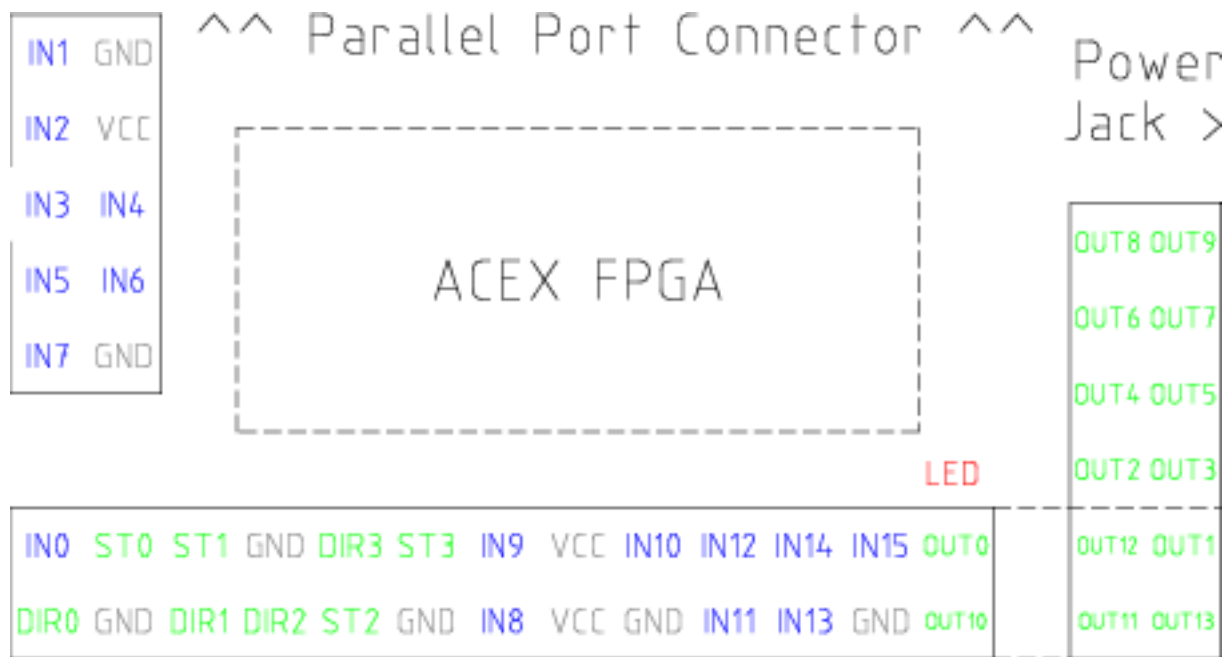 ^^ Parallel Port Connector ^^
Power
Jack >
IN1 GND
IN2 VCC
IN3 IN4
IN5 IN6
IN7 GND
ACEX FPGA
OUT8 OUT9
OUT6 OUT7
OUT4 OUT5
OUT2 OUT3
OUT12 OUT1
OUT11 OUT13
LED
IN0 ST0 ST1 GND DIR3 ST3 IN9 VCC IN10 IN12 IN14 IN15 OUT0
DIR0 GND DIR1 DIR2 ST2 GND IN8 VCC GND IN11 IN13 GND OUT10